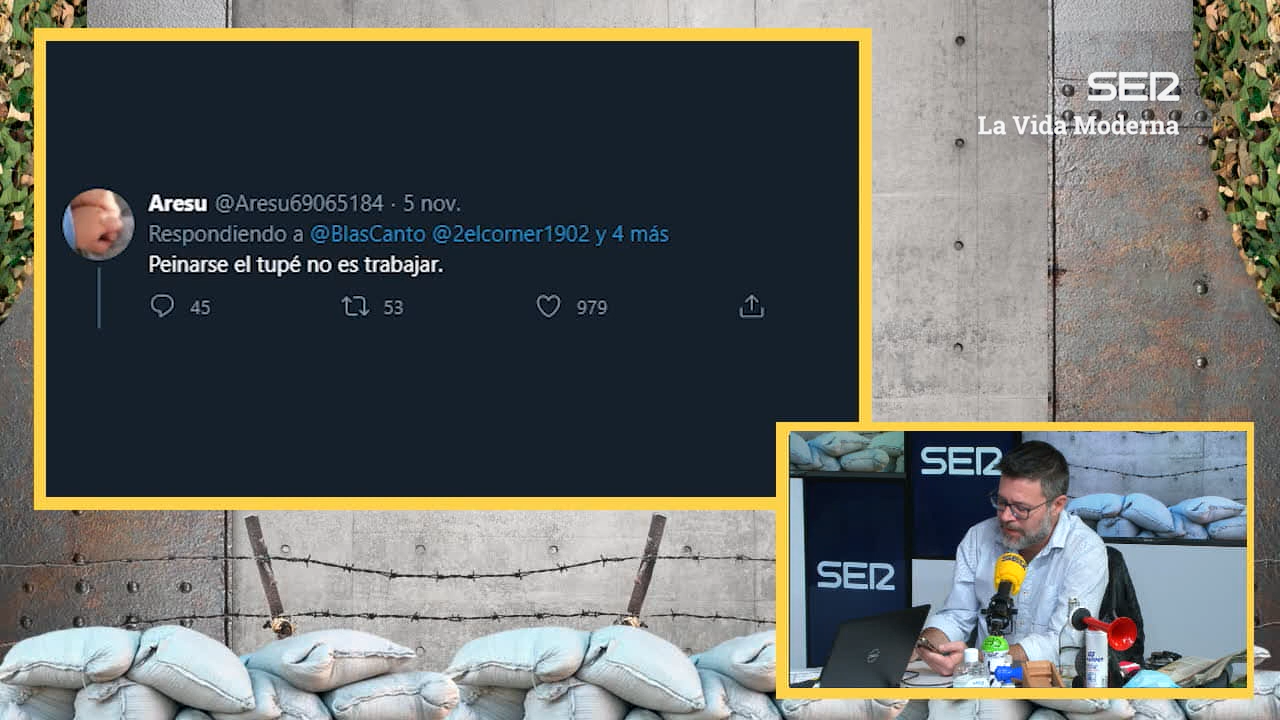 SER
La Vida Moderna
Aresu @Aresu69065184 · 5 nov.
Respondiendo a @BlasCanto @2elcorner1902 y 4 más
Peinarse el tupé no es trabajar.
45 53 979
SER
SER
DELL